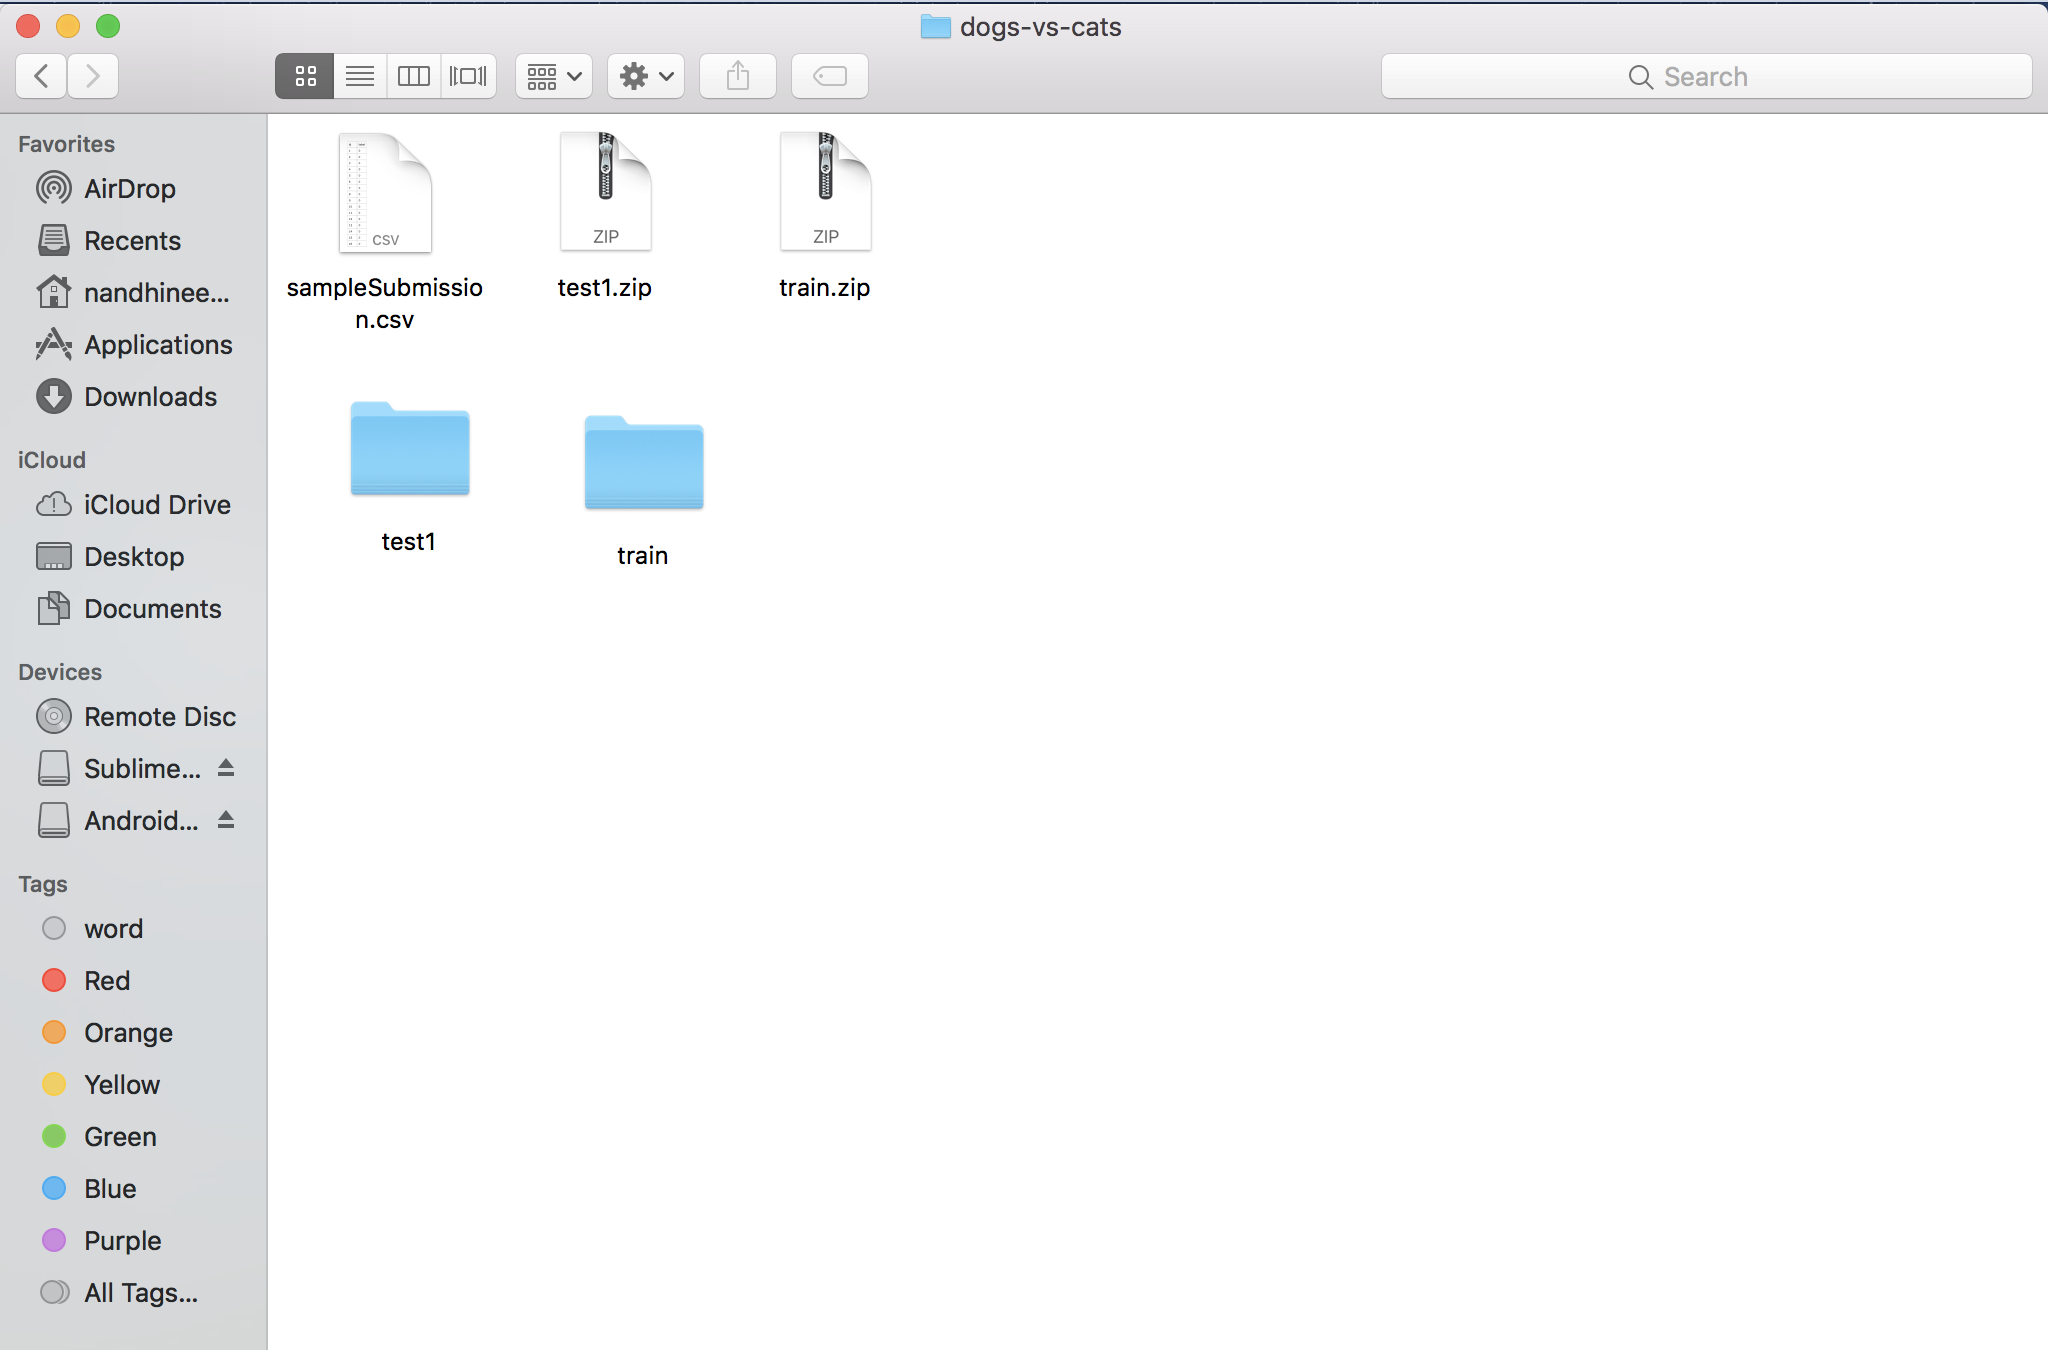 dogs-vs-cats
Search
Favorites
AirDrop
Recents
nandhinee...
Applications
Downloads
iCloud
iCloud Drive
Desktop
Documents
Devices
Remote Disc
Sublime...
Android...
Tags
word
Red
Orange
Yellow
Green
Blue
Purple
All Tags...
CSV
ZIP
ZIP
sampleSubmissio
n.csv
test1.zip
train.zip
test1
train